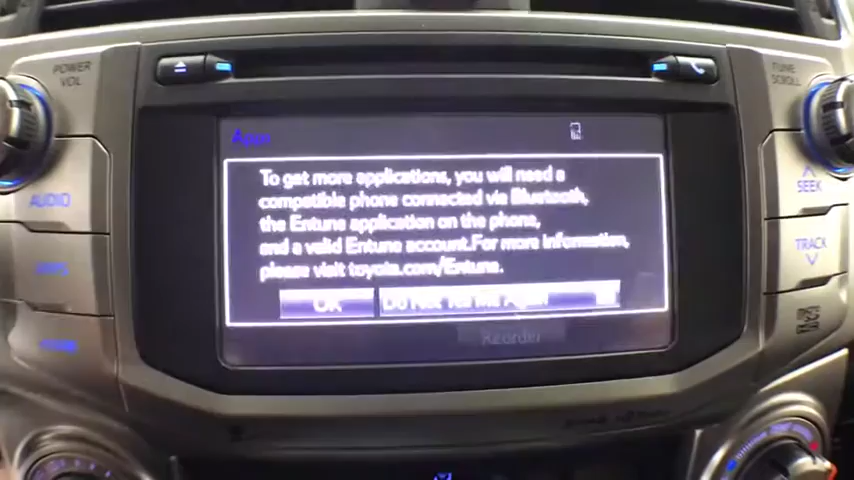 POWER
VOL
TUNE
SCROLL
Apps
To get more applications, you will need a
compatible phone connected via Bluetooth,
the Entune application on the phone,
and a valid Entune account.For more information,
please visit toyota.com/Entune.
OK
Do Not Tell Me Again
Reorder
AUDIO
APPS
HOME
SEEK
TRACK